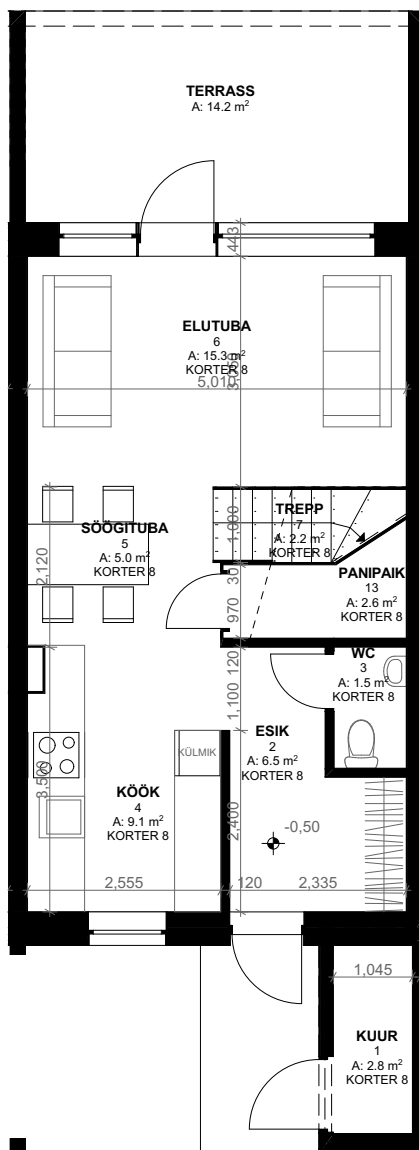 TERRASS
A: 14.2 m²
443
ELUTUBA
6
A: 15.3 m²
KORTER 8
5,010
TREPP
7
A: 2.2 m²
KORTER 8
1,000
SÖÖGITUBA
5
A: 5.0 m²
KORTER 8
2,120
30
970
PANIPAIK
13
A: 2.6 m²
KORTER 8
120
WC
3
A: 1.5 m²
KORTER 8
1,100
ESIK
2
A: 6.5 m²
KORTER 8
KÜLMIK
3,500
KÖÖK
4
A: 9.1 m²
KORTER 8
2,400
-0,50
2,555
120
2,335
1,045
KUUR
1
A: 2.8 m²
KORTER 8